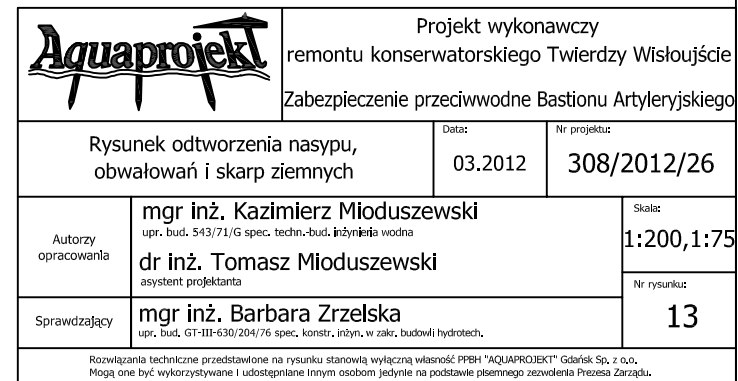 Aquaprojekt
Projekt wykonawczy
remontu konserwatorskiego Twierdzy Wisłoujście
Zabezpieczenie przeciwwodne Bastionu Artyleryjskiego
Rysunek odtworzenia nasypu,
obwałowań i skarp ziemnych
Data:
03.2012
Nr projektu:
308/2012/26
Autorzy
opracowania
mgr inż. Kazimierz Mioduszewski
upr. bud. 543/71/G spec. techn.-bud. inżynieria wodna
dr inż. Tomasz Mioduszewski
asystent projektanta
Skala:
1:200,1:75
Sprawdzający
mgr inż. Barbara Zrzelska
upr. bud. GT-III-630/204/76 spec. konstr. inżyn. w zakr. budowli hydrotech.
Nr rysunku:
13
Rozwiązania techniczne przedstawione na rysunku stanowią wyłączną własność PPBH "AQUAPROJEKT" Gdańsk Sp. z o.o.
Mogą one być wykorzystywane i udostępniane innym osobom jedynie na podstawie pisemnego zezwolenia Prezesa Zarządu.